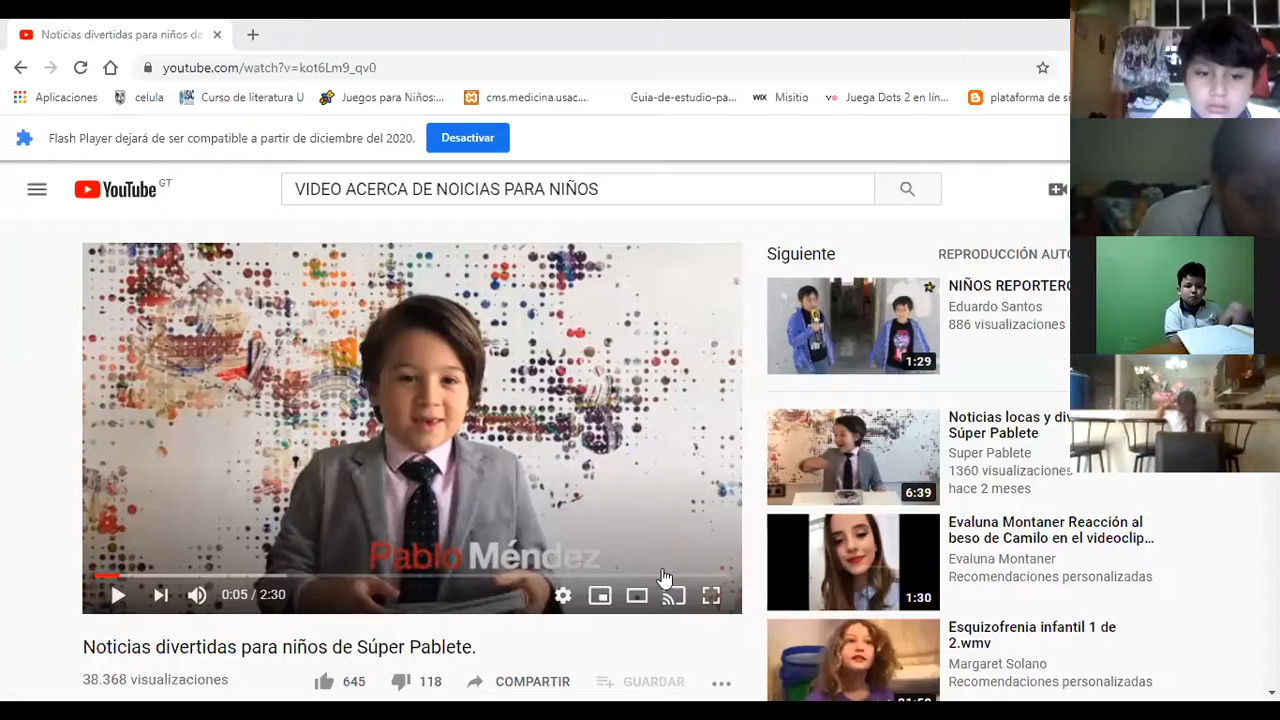 Noticias divertidas para niños de
youtube.com/watch?v=kot6Lm9_qv0
Aplicaciones celula Curso de literatura U Juegos para Niños:... cms.medicina.usac.... Guia-de-estudio-pa... WIX Misitio Juega Dots 2 en lín... plataforma de si
Flash Player dejará de ser compatible a partir de diciembre del 2020. Desactivar
YouTube GT
VIDEO ACERCA DE NOICIAS PARA NIÑOS
Siguiente REPRODUCCIÓN AUTO
NIÑOS REPORTERO
Eduardo Santos
886 visualizaciones
1:29
Noticias locas y div
Súper Pablete
Super Pablete
1360 visualizaciones
hace 2 meses
6:39
Evaluna Montaner Reacción al
beso de Camilo en el videoclip...
Evaluna Montaner
Recomendaciones personalizadas
1:30
Esquizofrenia infantil 1 de
2.wmv
Margaret Solano
Recomendaciones personalizadas
Pablo Méndez
0:05 / 2:30
Noticias divertidas para niños de Súper Pablete.
38.368 visualizaciones
645 118 COMPARTIR GUARDAR